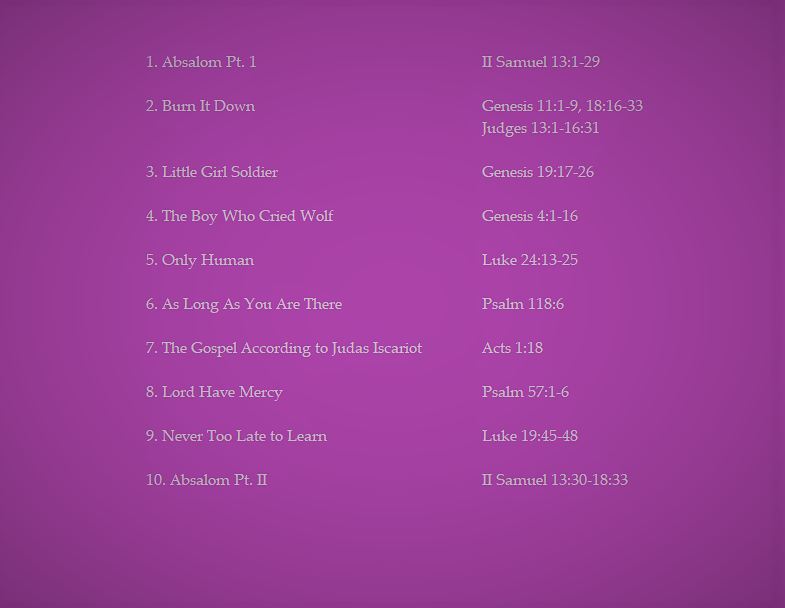 1. Absalom Pt. 1 II Samuel 13:1-29
2. Burn It Down Genesis 11:1-9, 18:16-33
Judges 13:1-16:31
3. Little Girl Soldier Genesis 19:17-26
4. The Boy Who Cried Wolf Genesis 4:1-16
5. Only Human Luke 24:13-25
6. As Long As You Are There Psalm 118:6
7. The Gospel According to Judas Iscariot Acts 1:18
8. Lord Have Mercy Psalm 57:1-6
9. Never Too Late to Learn Luke 19:45-48
10. Absalom Pt. II II Samuel 13:30-18:33